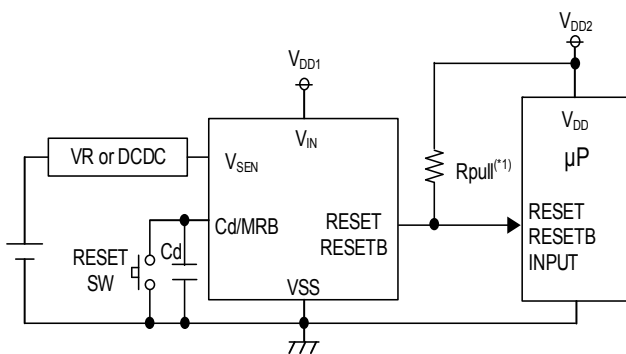 VDD2
VDD1
VIN
VDD
µP
VR or DCDC
VSEN
Rpull(*1)
Cd/MRB
RESET
RESETB
RESET
RESETB
INPUT
RESET
SW
Cd
VSS